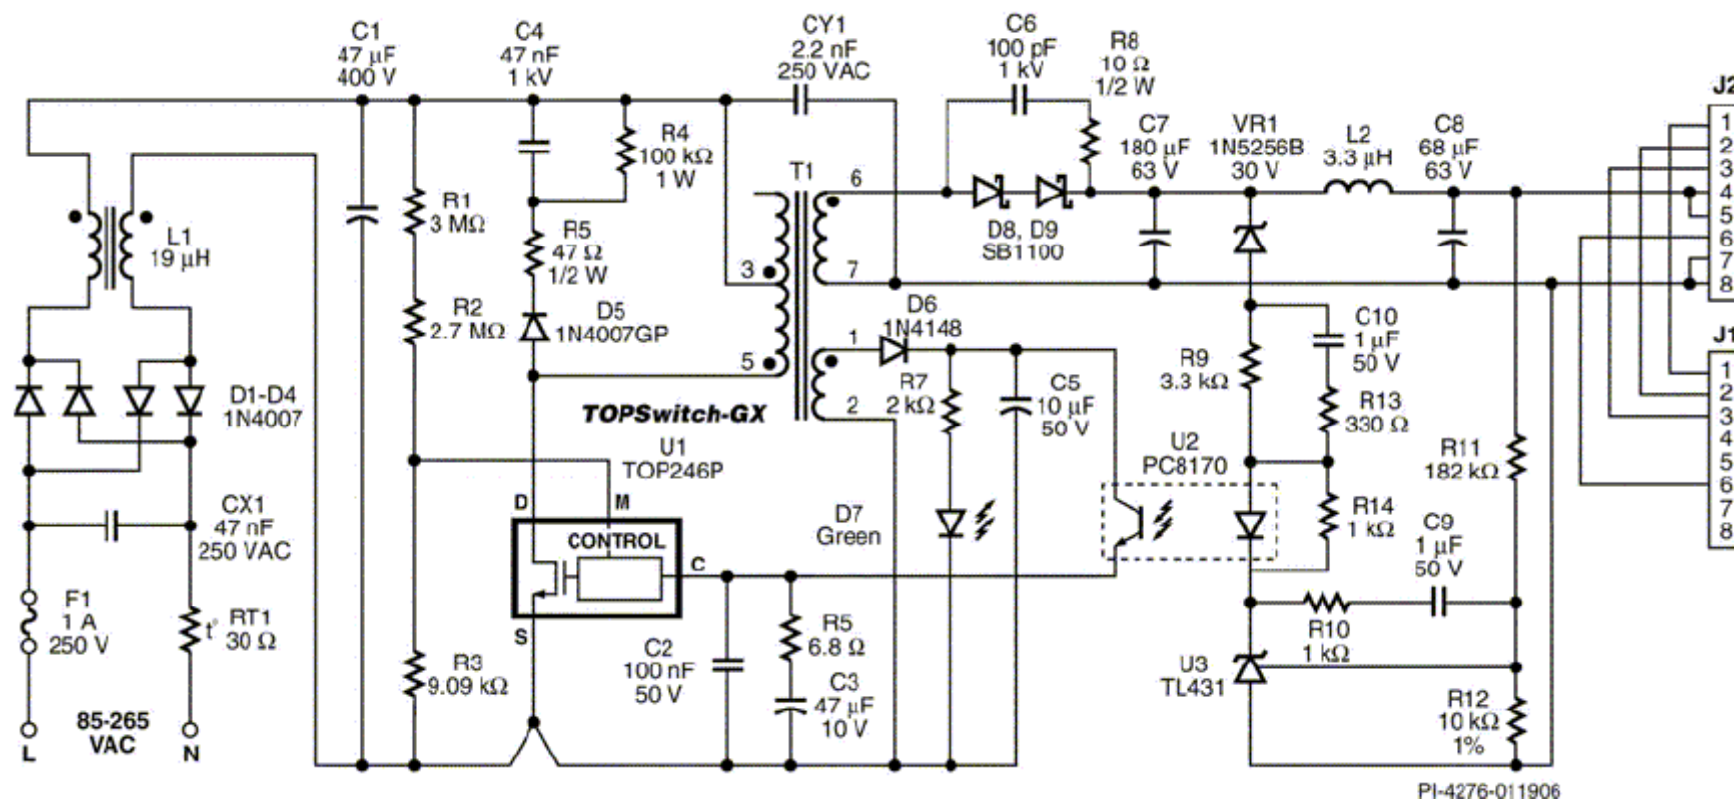 C1
47 µF
400 V
C4
47 nF
1 kV
CY1
2.2 nF
250 VAC
C6
100 pF
1 kV
R8
10 Ω
1/2 W
J2
1
2
3
4
5
6
7
8
C7
180 µF
63 V
VR1
1N5256B
30 V
L2
3.3 µH
C8
68 µF
63 V
R4
100 kΩ
1 W
T1
6
7
D8, D9
SB1100
L1
19 µH
R1
3 MΩ
R5
47 Ω
1/2 W
3
5
1
2
R2
2.7 MΩ
D5
1N4007GP
D6
1N4148
C10
1 µF
50 V
J1
1
2
3
4
5
6
7
8
D1-D4
1N4007
TOPSwitch-GX
U1
TOP246P
R7
2 kΩ
C5
10 µF
50 V
R9
3.3 kΩ
R13
330 Ω
U2
PC8170
R11
182 kΩ
CX1
47 nF
250 VAC
D
M
CONTROL
C
S
D7
Green
R14
1 kΩ
C9
1 µF
50 V
F1
1 A
250 V
t°
RT1
30 Ω
R3
9.09 kΩ
C2
100 nF
50 V
R5
6.8 Ω
C3
47 µF
10 V
R10
1 kΩ
U3
TL431
R12
10 kΩ
1%
85-265
VAC
L
N
PI-4276-011906